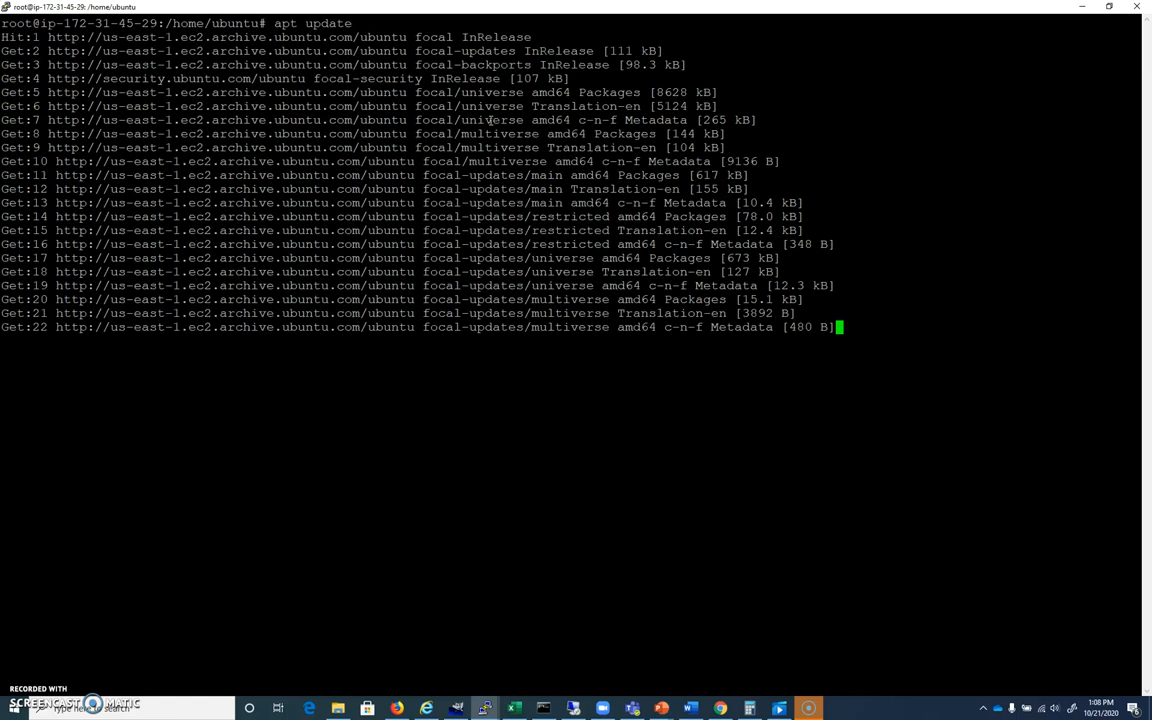 root@ip-172-31-45-29: /home/ubuntu
root@ip-172-31-45-29:/home/ubuntu# apt update
Hit:1 http://us-east-1.ec2.archive.ubuntu.com/ubuntu focal InRelease
Get:2 http://us-east-1.ec2.archive.ubuntu.com/ubuntu focal-updates InRelease [111 kB]
Get:3 http://us-east-1.ec2.archive.ubuntu.com/ubuntu focal-backports InRelease [98.3 kB]
Get:4 http://security.ubuntu.com/ubuntu focal-security InRelease [107 kB]
Get:5 http://us-east-1.ec2.archive.ubuntu.com/ubuntu focal/universe amd64 Packages [8628 kB]
Get:6 http://us-east-1.ec2.archive.ubuntu.com/ubuntu focal/universe Translation-en [5124 kB]
Get:7 http://us-east-1.ec2.archive.ubuntu.com/ubuntu focal/universe amd64 c-n-f Metadata [265 kB]
Get:8 http://us-east-1.ec2.archive.ubuntu.com/ubuntu focal/multiverse amd64 Packages [144 kB]
Get:9 http://us-east-1.ec2.archive.ubuntu.com/ubuntu focal/multiverse Translation-en [104 kB]
Get:10 http://us-east-1.ec2.archive.ubuntu.com/ubuntu focal/multiverse amd64 c-n-f Metadata [9136 B]
Get:11 http://us-east-1.ec2.archive.ubuntu.com/ubuntu focal-updates/main amd64 Packages [617 kB]
Get:12 http://us-east-1.ec2.archive.ubuntu.com/ubuntu focal-updates/main Translation-en [155 kB]
Get:13 http://us-east-1.ec2.archive.ubuntu.com/ubuntu focal-updates/main amd64 c-n-f Metadata [10.4 kB]
Get:14 http://us-east-1.ec2.archive.ubuntu.com/ubuntu focal-updates/restricted amd64 Packages [78.0 kB]
Get:15 http://us-east-1.ec2.archive.ubuntu.com/ubuntu focal-updates/restricted Translation-en [12.4 kB]
Get:16 http://us-east-1.ec2.archive.ubuntu.com/ubuntu focal-updates/restricted amd64 c-n-f Metadata [348 B]
Get:17 http://us-east-1.ec2.archive.ubuntu.com/ubuntu focal-updates/universe amd64 Packages [673 kB]
Get:18 http://us-east-1.ec2.archive.ubuntu.com/ubuntu focal-updates/universe Translation-en [127 kB]
Get:19 http://us-east-1.ec2.archive.ubuntu.com/ubuntu focal-updates/universe amd64 c-n-f Metadata [12.3 kB]
Get:20 http://us-east-1.ec2.archive.ubuntu.com/ubuntu focal-updates/multiverse amd64 Packages [15.1 kB]
Get:21 http://us-east-1.ec2.archive.ubuntu.com/ubuntu focal-updates/multiverse Translation-en [3892 B]
Get:22 http://us-east-1.ec2.archive.ubuntu.com/ubuntu focal-updates/multiverse amd64 c-n-f Metadata [480 B]
RECORDED WITH
SCREENCAST MATIC
Type here to search
1:08 PM
10/21/2020
6